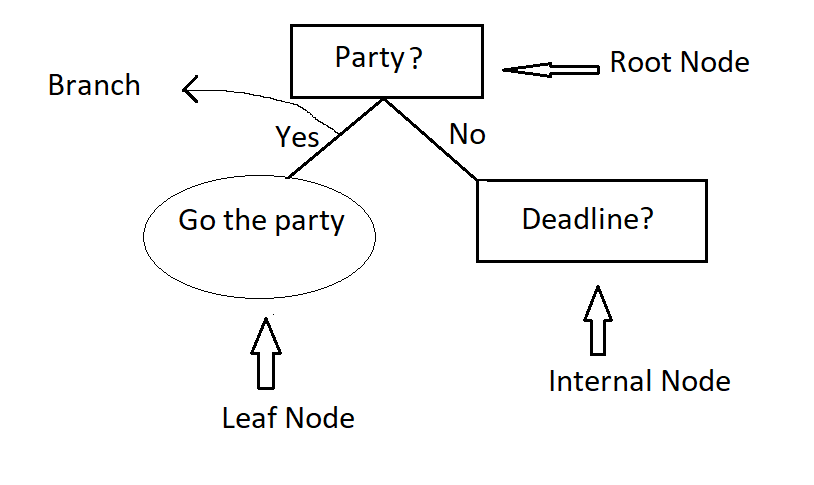 Party?
Root Node
Branch
Yes
No
Go the party
Deadline?
Internal Node
Leaf Node